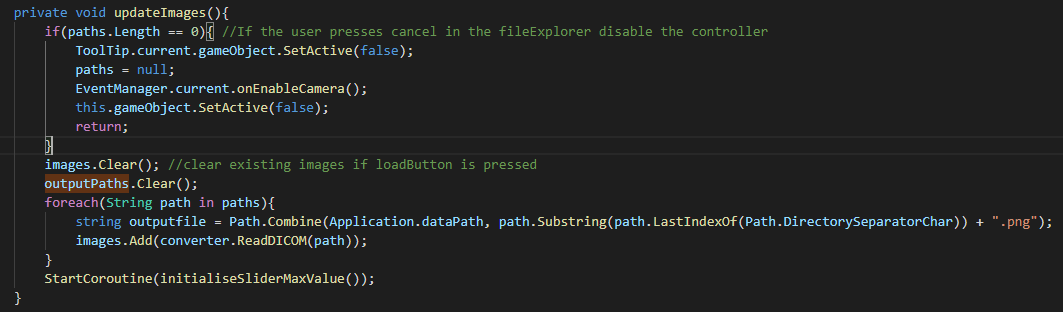 private void updateImages(){
    if(paths.Length == 0){ //If the user presses cancel in the fileExplorer disable the controller
        ToolTip.current.gameObject.SetActive(false);
        paths = null;
        EventManager.current.onEnableCamera();
        this.gameObject.SetActive(false);
        return;
    }
    images.Clear(); //clear existing images if loadButton is pressed
    outputPaths.Clear();
    foreach(String path in paths){
        string outputfile = Path.Combine(Application.dataPath, path.Substring(path.LastIndexOf(Path.DirectorySeparatorChar)) + ".png");
        images.Add(converter.ReadDICOM(path));
    }
    StartCoroutine(initialiseSliderMaxValue());
}